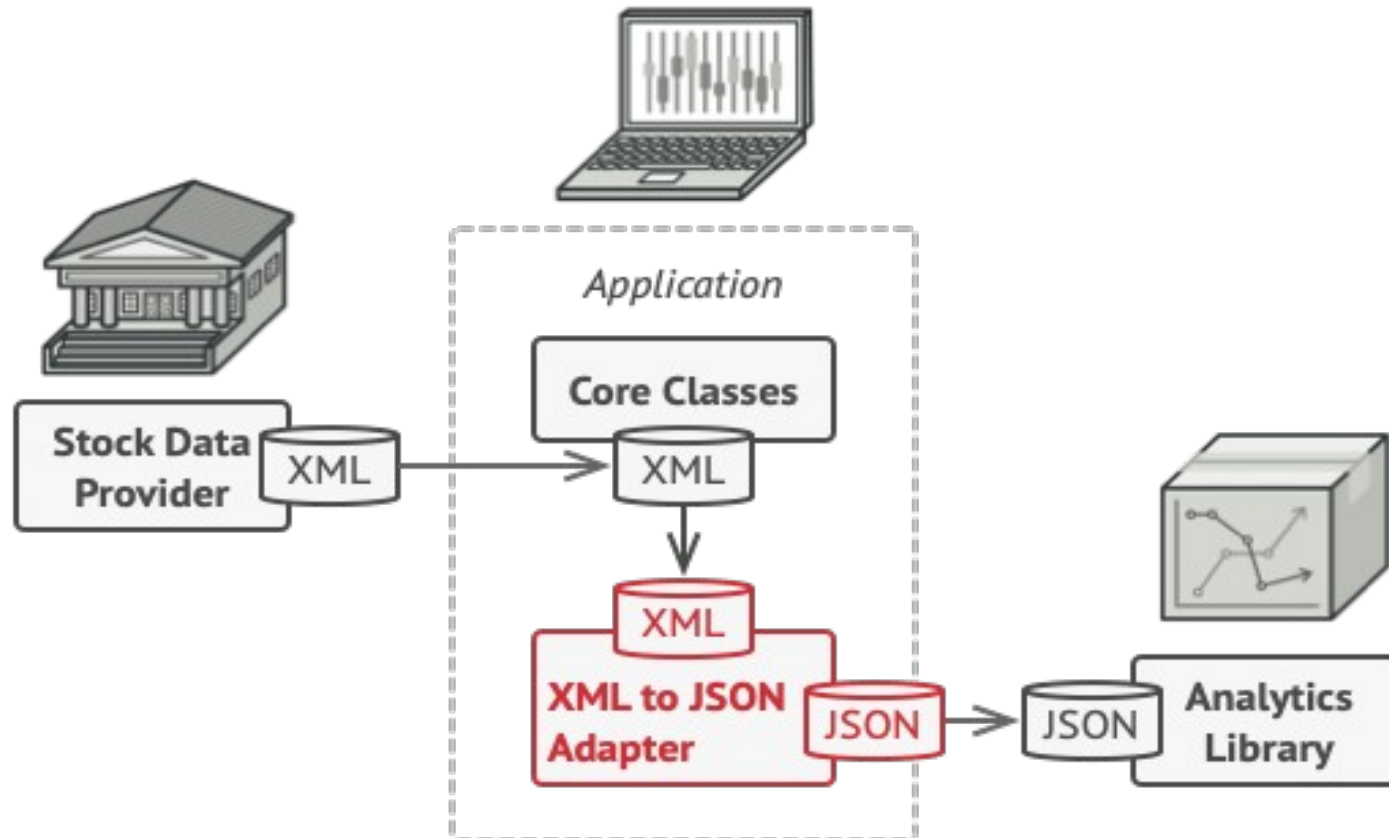 Application
Core Classes
Stock Data
Provider
XML
XML
XML
XML to JSON
Adapter
JSON
JSON
Analytics
Library